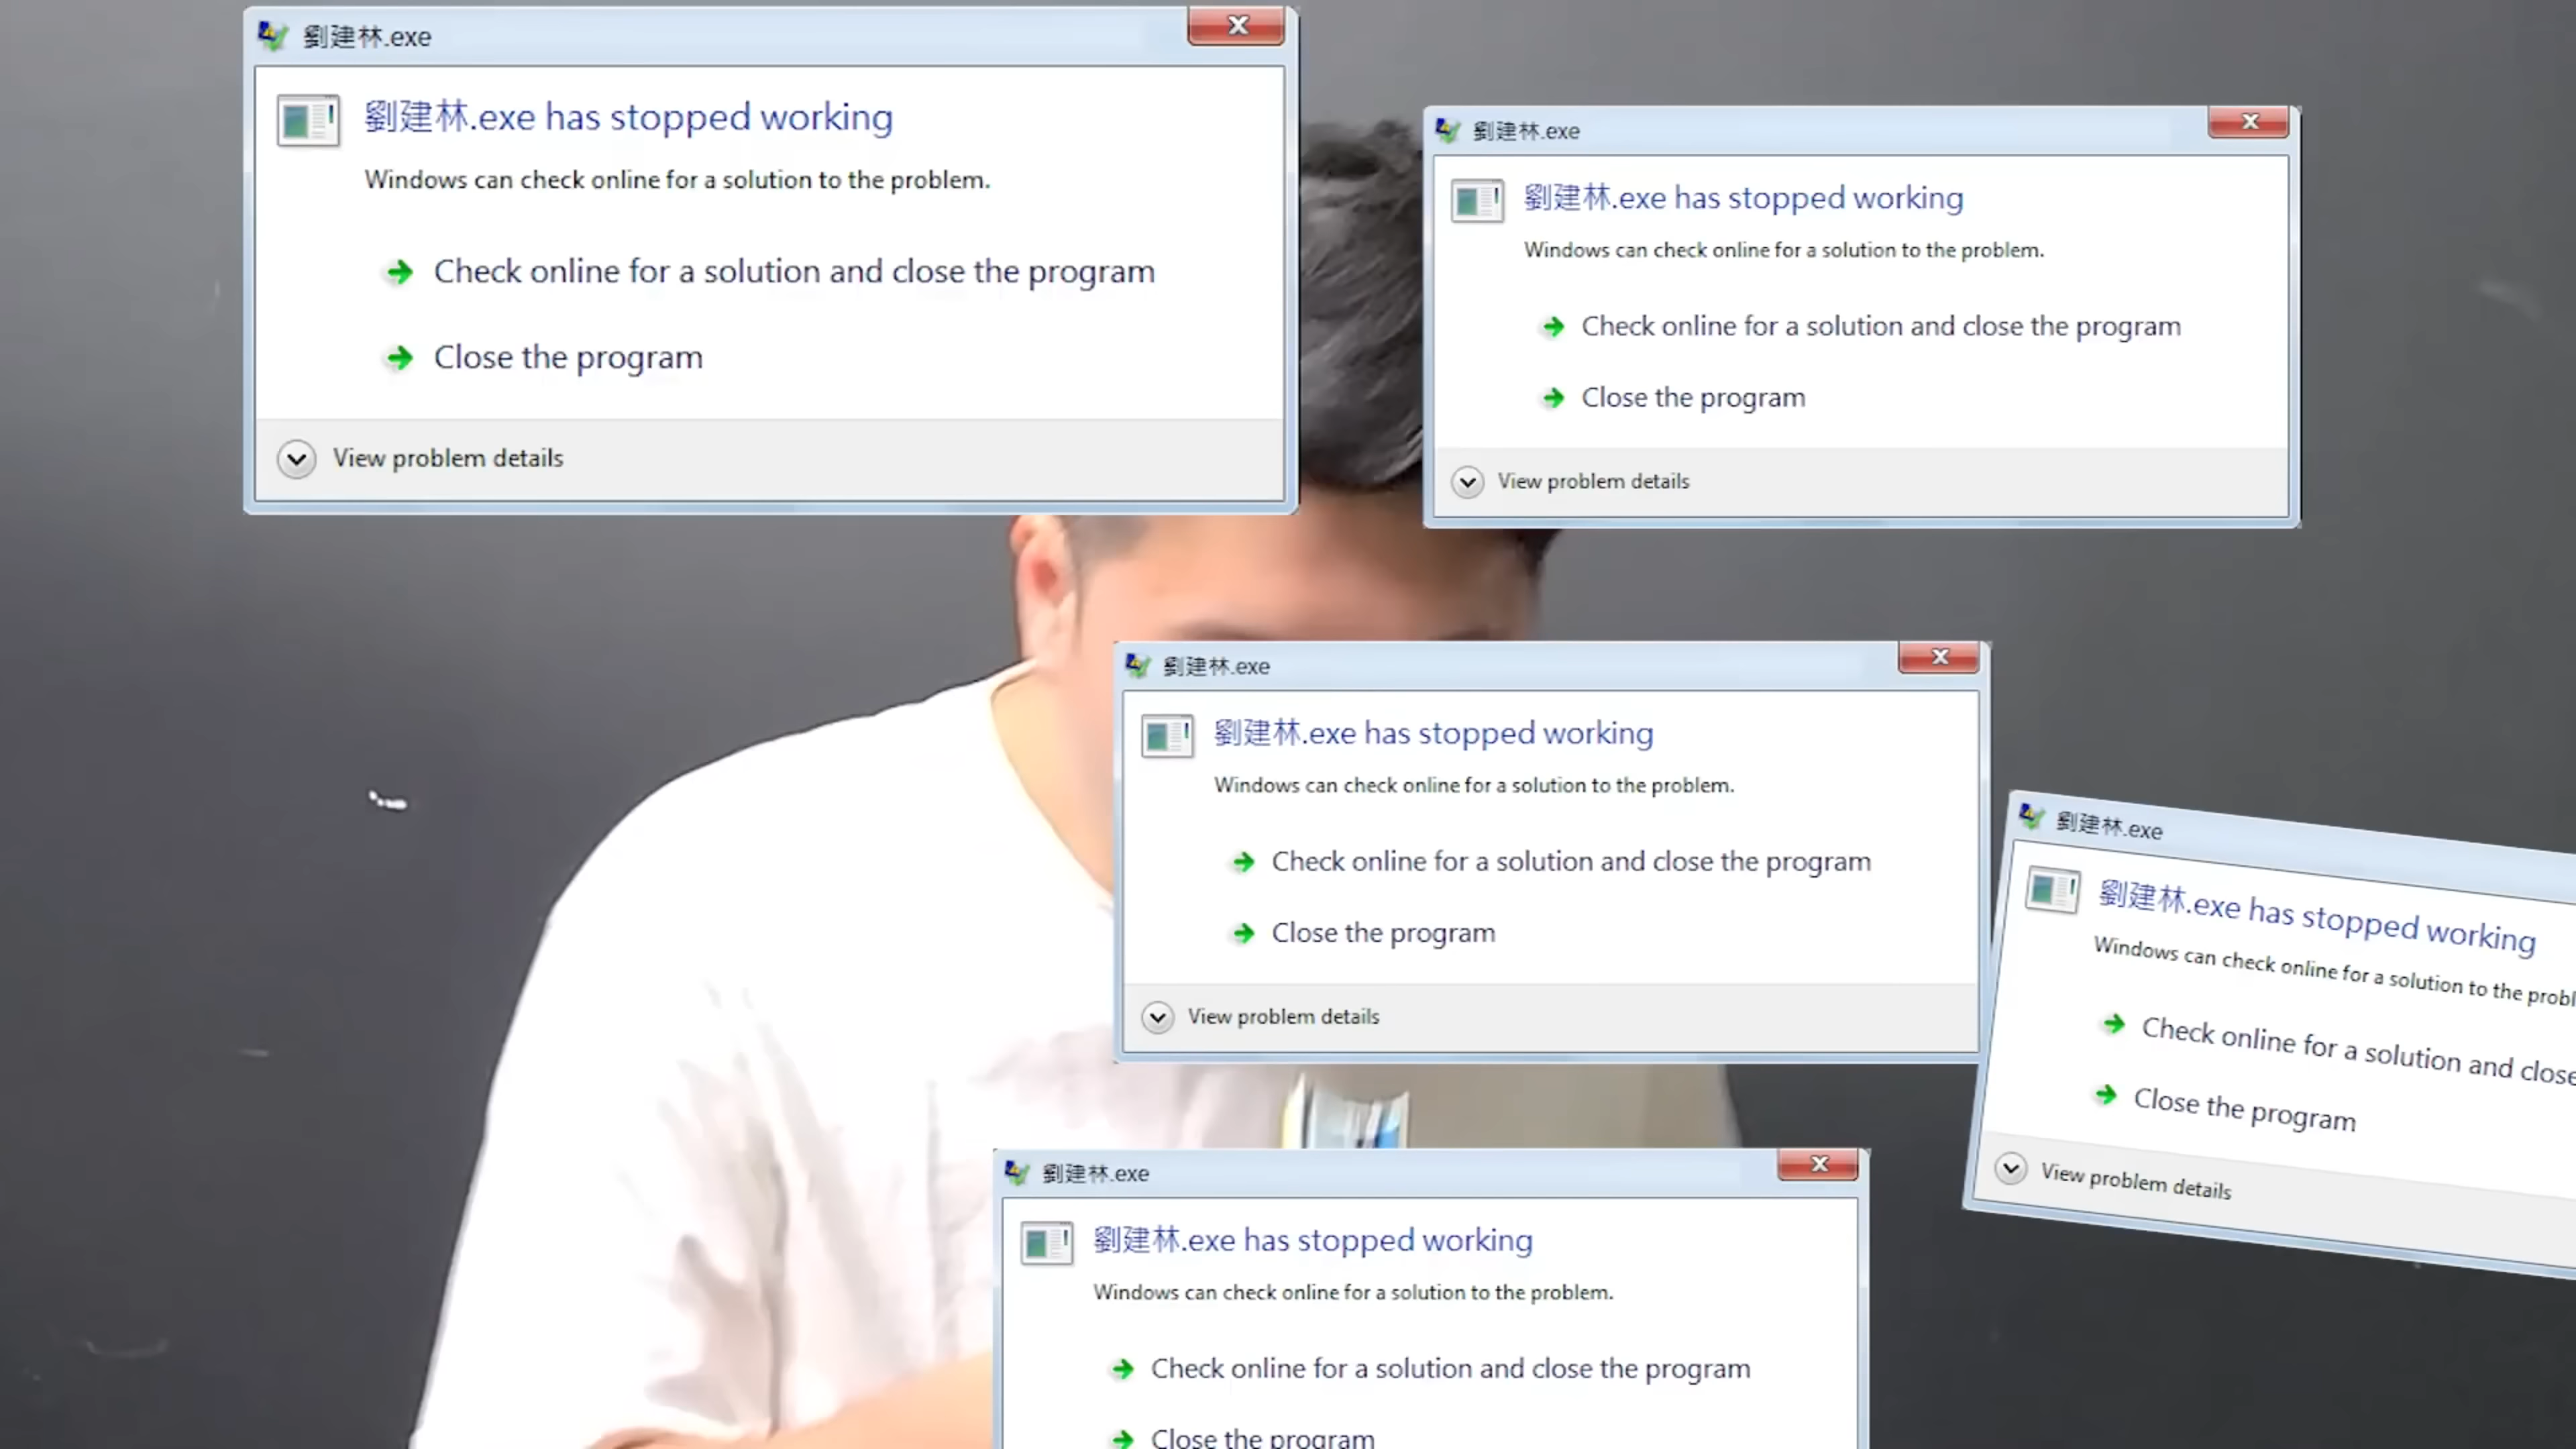 劉建林.exe
劉建林.exe has stopped working
Windows can check online for a solution to the problem.
Check online for a solution and close the program
Close the program
View problem details
劉建林.exe
劉建林.exe has stopped working
Windows can check online for a solution to the problem.
Check online for a solution and close the program
Close the program
View problem details
劉建林.exe
劉建林.exe has stopped working
Windows can check online for a solution to the problem.
Check online for a solution and close the program
Close the program
View problem details
劉建林.exe
劉建林.exe has stopped working
Windows can check online for a solution to the probl
Check online for a solution and close
Close the program
View problem details
劉建林.exe
劉建林.exe has stopped working
Windows can check online for a solution to the problem.
Check online for a solution and close the program
Close the program